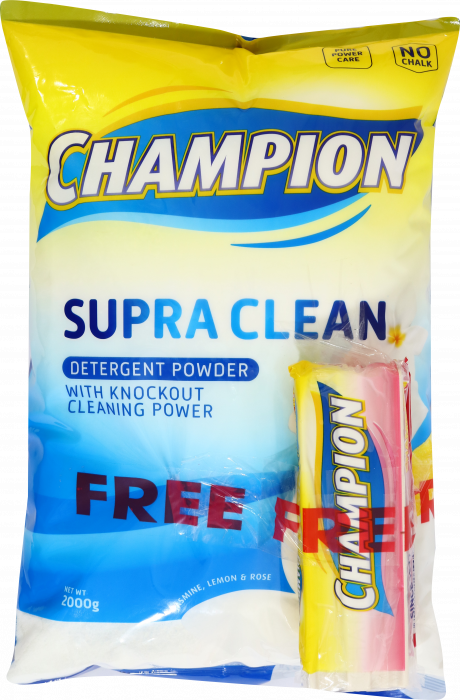 PURE
POWER
CARE
NO
CHALK
CHAMPION
SUPRA CLEAN
DETERGENT POWDER
WITH KNOCKOUT
CLEANING POWER
FREE FREE
CHAMPION
NET WT
2000g
LEMON & ROSE
SINCE